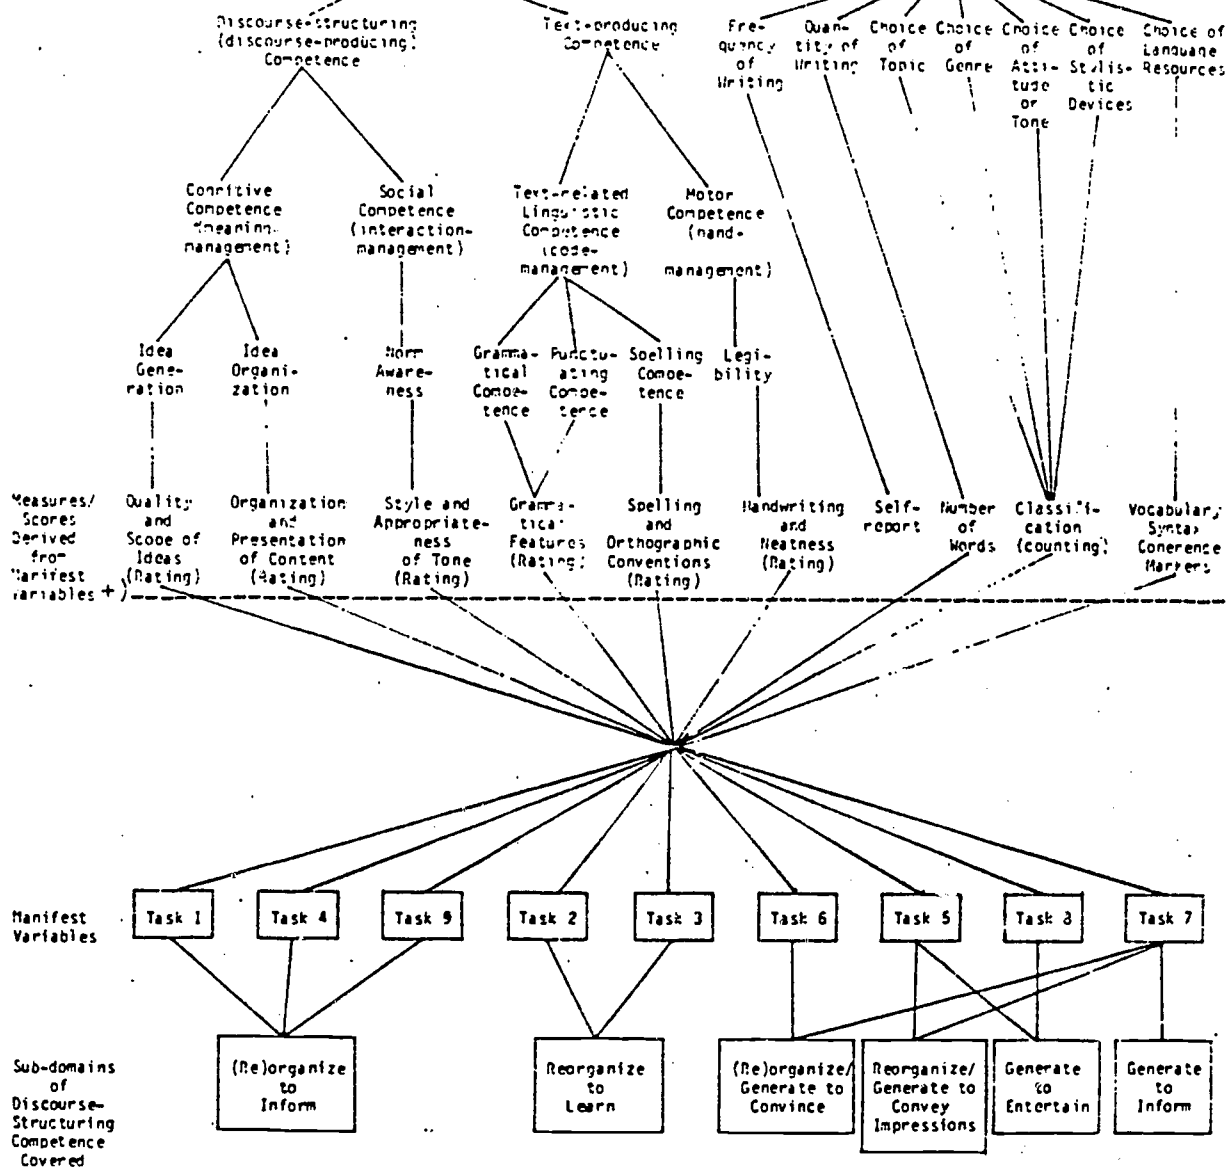 Discourse-structuring
(discourse-producing)
Competence
Text-producing
Competence
Fre-
quency
of
Writing
Quan-
tity of
Writing
Choice
of
Topic
Choice
of
Genre
Choice
of
Atti-
tude
or
Tone
Choice
of
Stylis-
tic
Devices
Choice of
Language
Resources
Cognitive
Competence
(meaning-
management)
Social
Competence
(interaction-
management)
Text-related
Linguistic
Competence
(code-
management)
Motor
Competence
(hand-
management)
Idea
Gene-
ration
Idea
Organi-
zation
Norm
Aware-
ness
Gramma-
tical
Compe-
tence
Punctu-
ating
Compe-
tence
Spelling
Compe-
tence
Legi-
bility
Measures/
Scores
Derived
from
Manifest
Variables +)
Quality
and
Scope of
Ideas
(Rating)
Organization
and
Presentation
of Content
(Rating)
Style and
Appropriate-
ness
of Tone
(Rating)
Gramma-
tical
Features
(Rating)
Spelling
and
Orthographic
Conventions
(Rating)
Handwriting
and
Neatness
(Rating)
Self-
report
Number
of
Words
Classifi-
cation
(counting)
Vocabulary
Syntax
Coherence
Markers
Manifest
Variables
Task 1
Task 4
Task 9
Task 2
Task 3
Task 6
Task 5
Task 8
Task 7
Sub-domains
of
Discourse-
Structuring
Competence
Covered
(Re)organize
to
Inform
Reorganize
to
Learn
(Re)organize/
Generate to
Convince
Reorganize/
Generate to
Convey
Impressions
Generate
to
Entertain
Generate
to
Inform